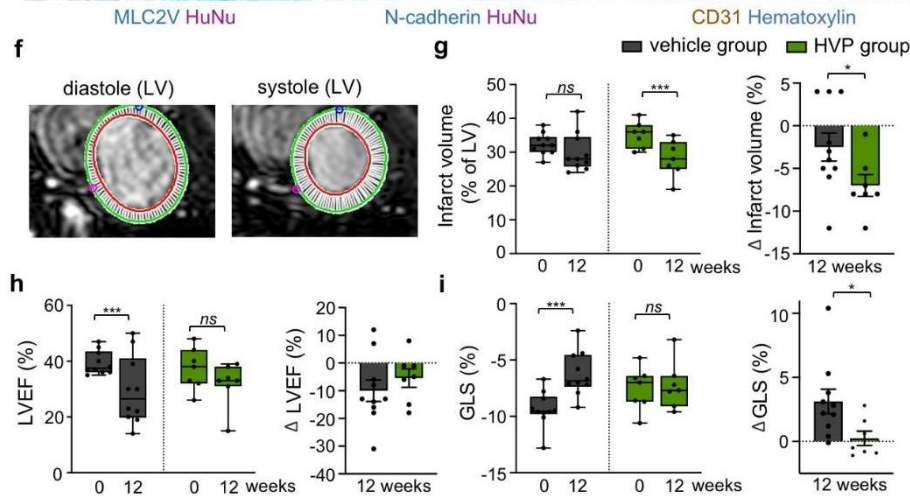 MLC2V HuNu
N-cadherin HuNu
CD31 Hematoxylin
f
diastole (LV)
systole (LV)
g
vehicle group
HVP group
Infarct volume
(% of LV)
50
40
30
20
10
0
ns
***
0 12 0 12 weeks
Δ Infarct volume (%)
5
0
-5
-10
-15
*
12 weeks
h
LVEF (%)
60
40
20
0
***
ns
0 12 0 12 weeks
Δ LVEF (%)
20
10
0
-10
-20
-30
-40
12 weeks
i
GLS (%)
0
-5
-10
-15
***
ns
0 12 0 12 weeks
ΔGLS (%)
10
5
0
*
12 weeks